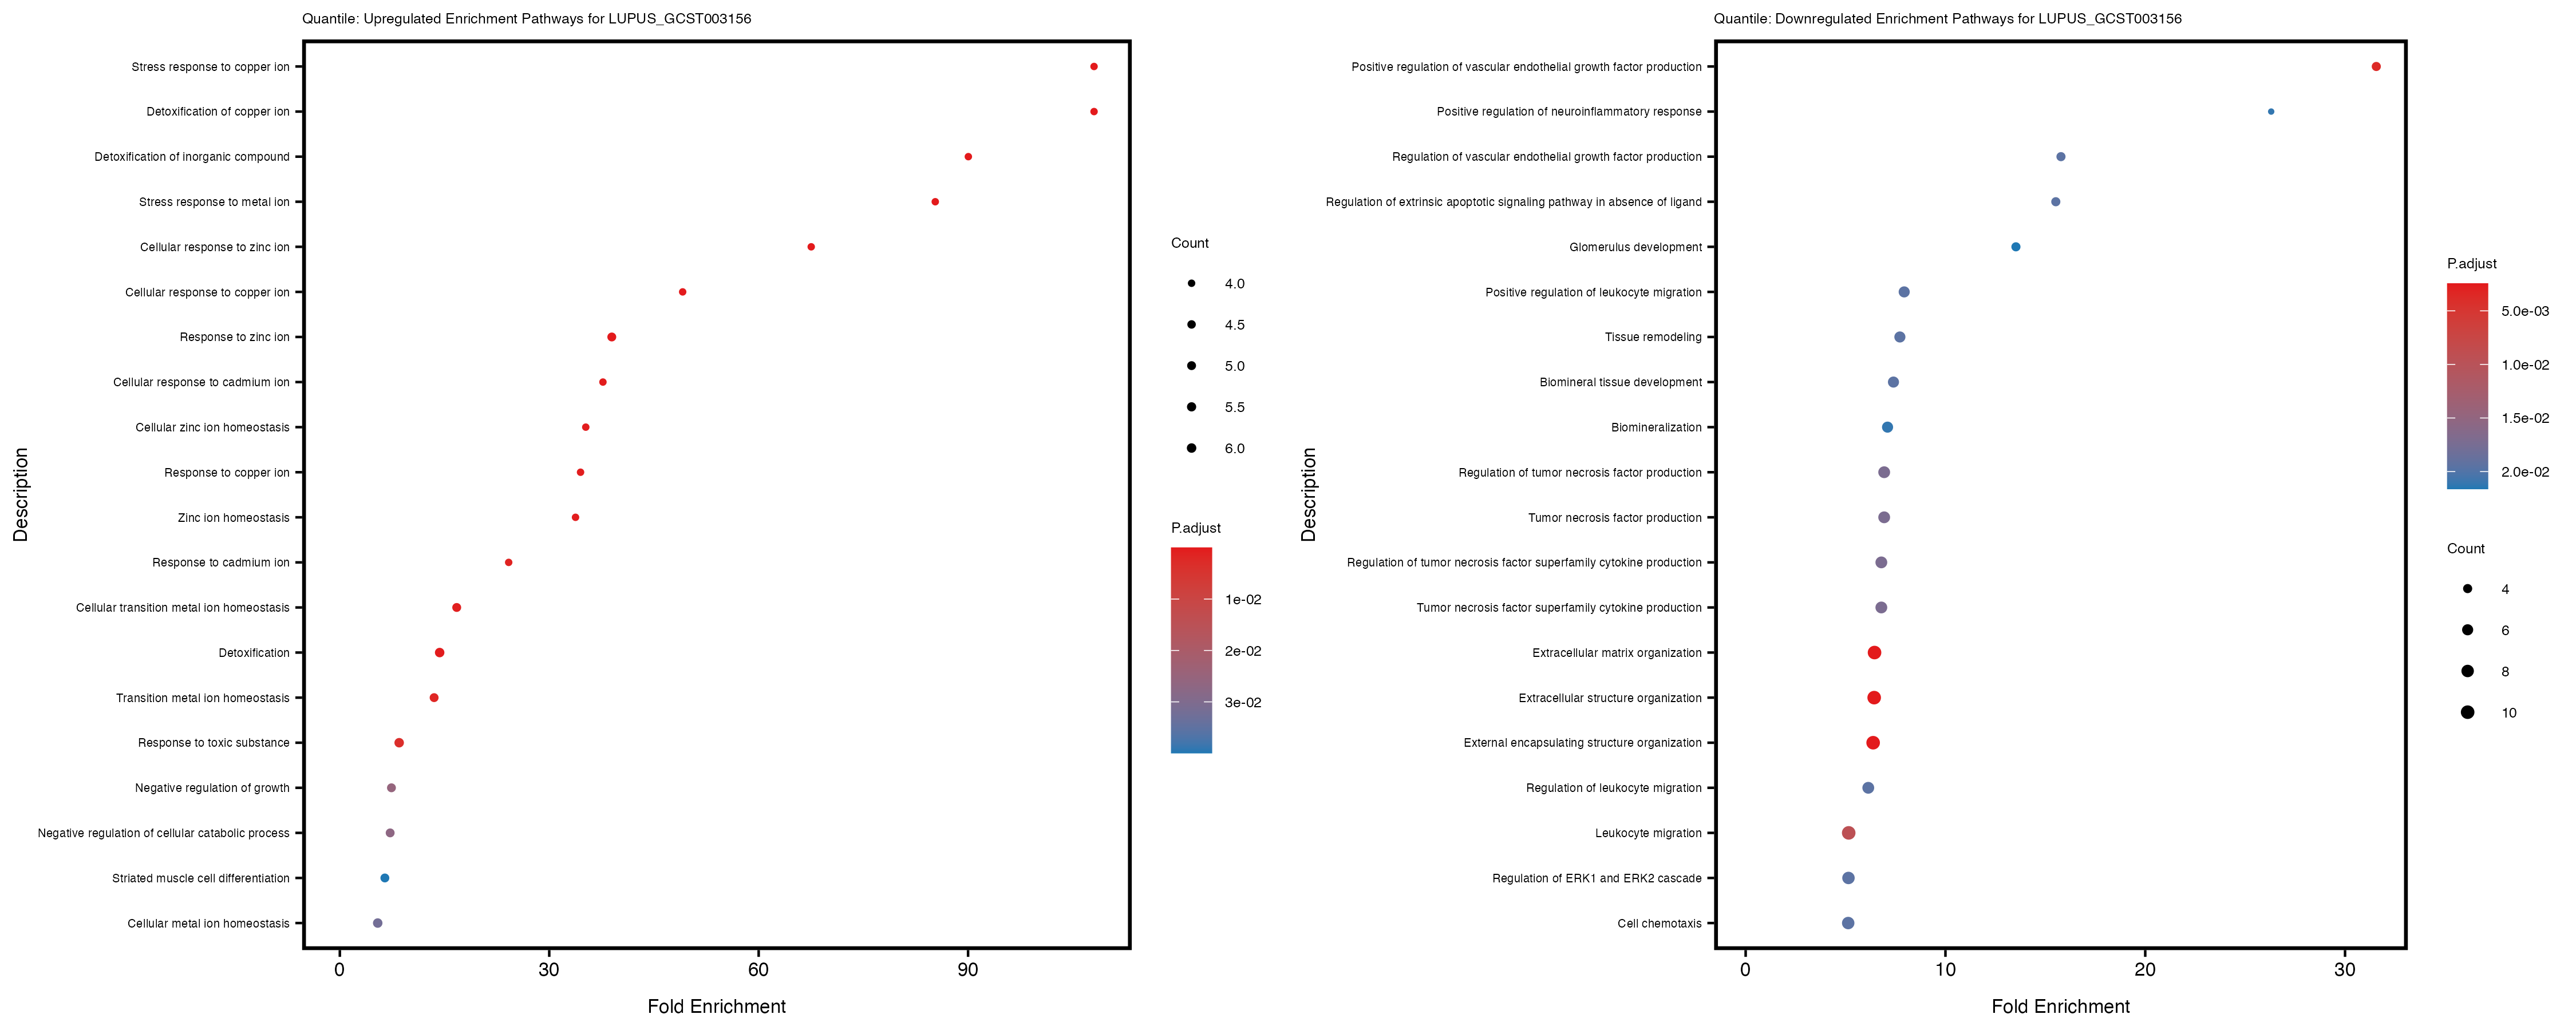 Quantile: Upregulated Enrichment Pathways for LUPUS_GCST003156
Description
Stress response to copper ion
Detoxification of copper ion
Detoxification of inorganic compound
Stress response to metal ion
Cellular response to zinc ion
Cellular response to copper ion
Response to zinc ion
Cellular response to cadmium ion
Cellular zinc ion homeostasis
Response to copper ion
Zinc ion homeostasis
Response to cadmium ion
Cellular transition metal ion homeostasis
Detoxification
Transition metal ion homeostasis
Response to toxic substance
Negative regulation of growth
Negative regulation of cellular catabolic process
Striated muscle cell differentiation
Cellular metal ion homeostasis
0 30 60 90
Fold Enrichment
Count
4.0
4.5
5.0
5.5
6.0
P.adjust
1e-02
2e-02
3e-02
Quantile: Downregulated Enrichment Pathways for LUPUS_GCST003156
Description
Positive regulation of vascular endothelial growth factor production
Positive regulation of neuroinflammatory response
Regulation of vascular endothelial growth factor production
Regulation of extrinsic apoptotic signaling pathway in absence of ligand
Glomerulus development
Positive regulation of leukocyte migration
Tissue remodeling
Biomineral tissue development
Biomineralization
Regulation of tumor necrosis factor production
Tumor necrosis factor production
Regulation of tumor necrosis factor superfamily cytokine production
Tumor necrosis factor superfamily cytokine production
Extracellular matrix organization
Extracellular structure organization
External encapsulating structure organization
Regulation of leukocyte migration
Leukocyte migration
Regulation of ERK1 and ERK2 cascade
Cell chemotaxis
0 10 20 30
Fold Enrichment
P.adjust
5.0e-03
1.0e-02
1.5e-02
2.0e-02
Count
4
6
8
10